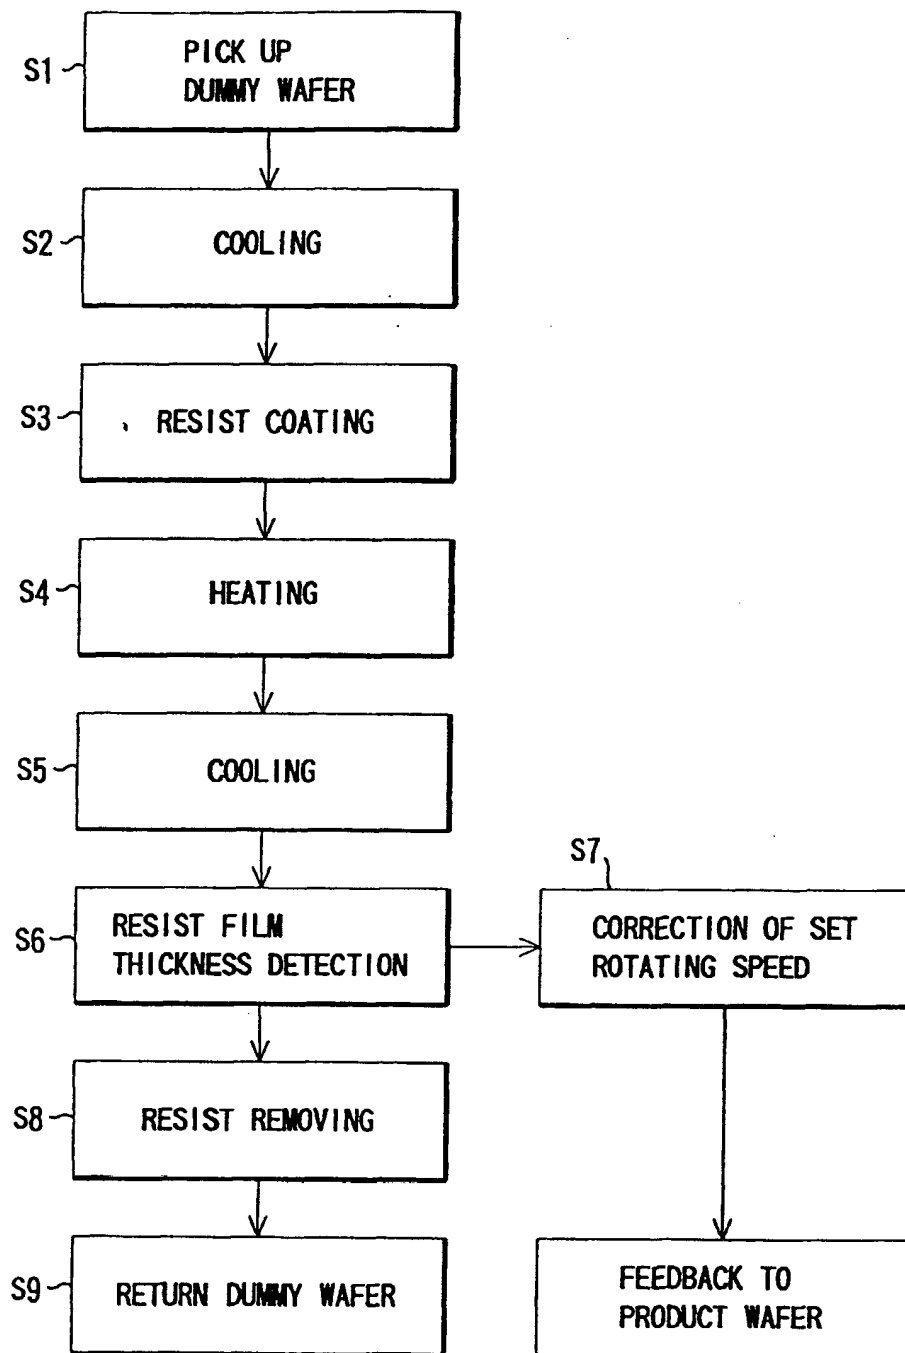 S1
PICK UP
DUMMY WAFER
S2
COOLING
S3
RESIST COATING
S4
HEATING
S5
COOLING
S6
RESIST FILM
THICKNESS DETECTION
S7
CORRECTION OF SET
ROTATING SPEED
S8
RESIST REMOVING
S9
RETURN DUMMY WAFER
FEEDBACK TO
PRODUCT WAFER